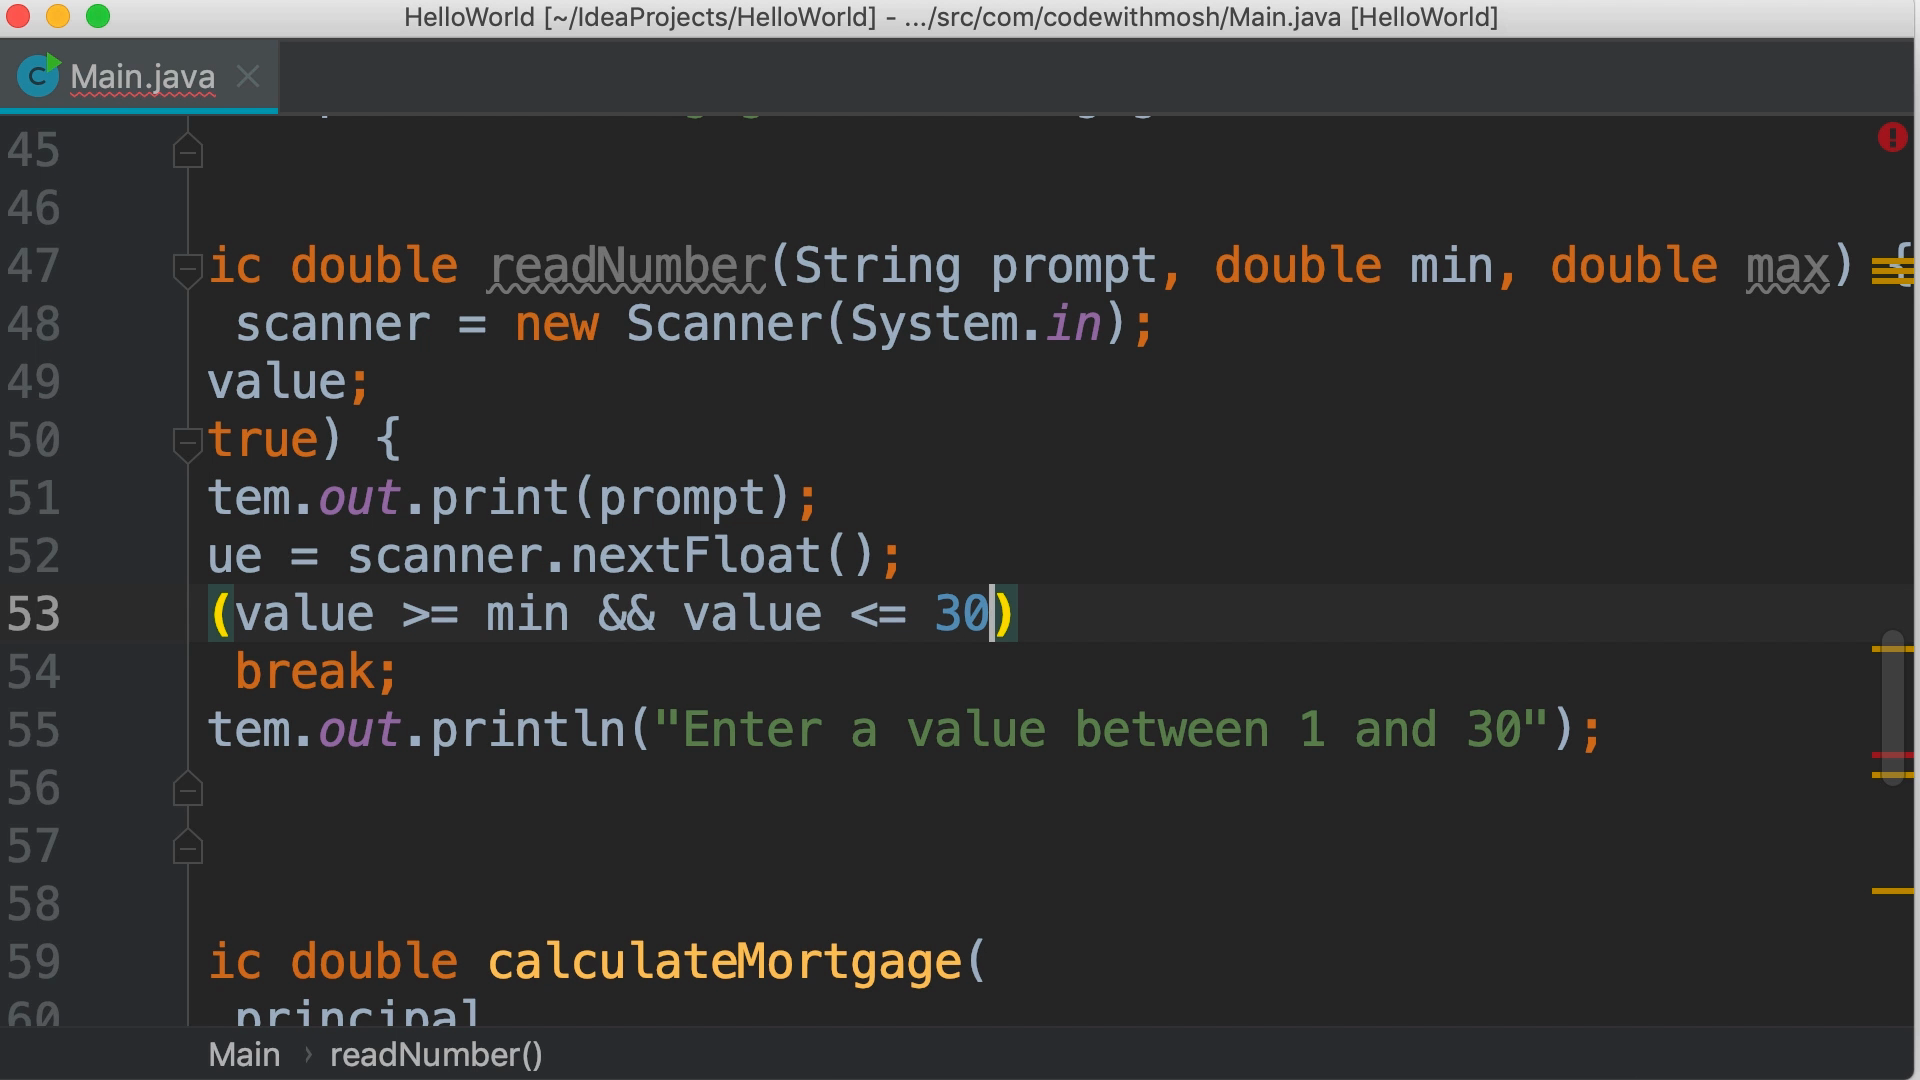 HelloWorld [~/IdeaProjects/HelloWorld] - .../src/com/codewithmosh/Main.java [HelloWorld]
C Main.java
45
46
47 ic double readNumber(String prompt, double min, double max) {
48 scanner = new Scanner(System.in);
49 value;
50 true) {
51 tem.out.print(prompt);
52 ue = scanner.nextFloat();
53 (value >= min && value <= 30)
54 break;
55 tem.out.println("Enter a value between 1 and 30");
56
57
58
59 ic double calculateMortgage(
60 principal
Main › readNumber()